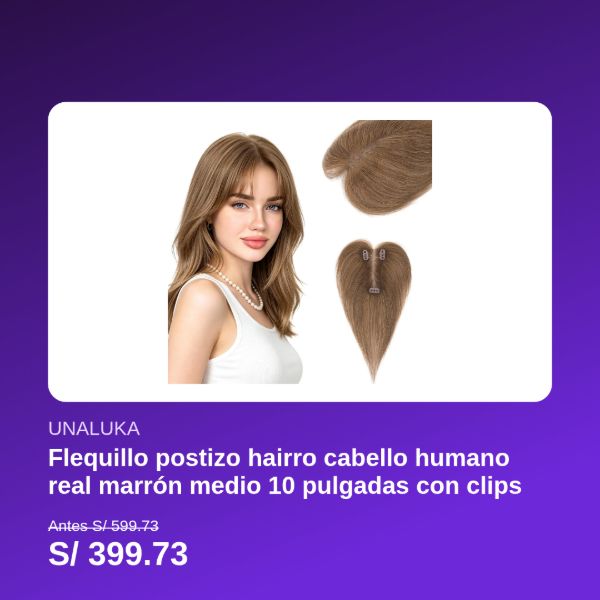 UNALUKA
Flequillo postizo hairro cabello humano
real marrón medio 10 pulgadas con clips
Antes S/ 599.73
S/ 399.73